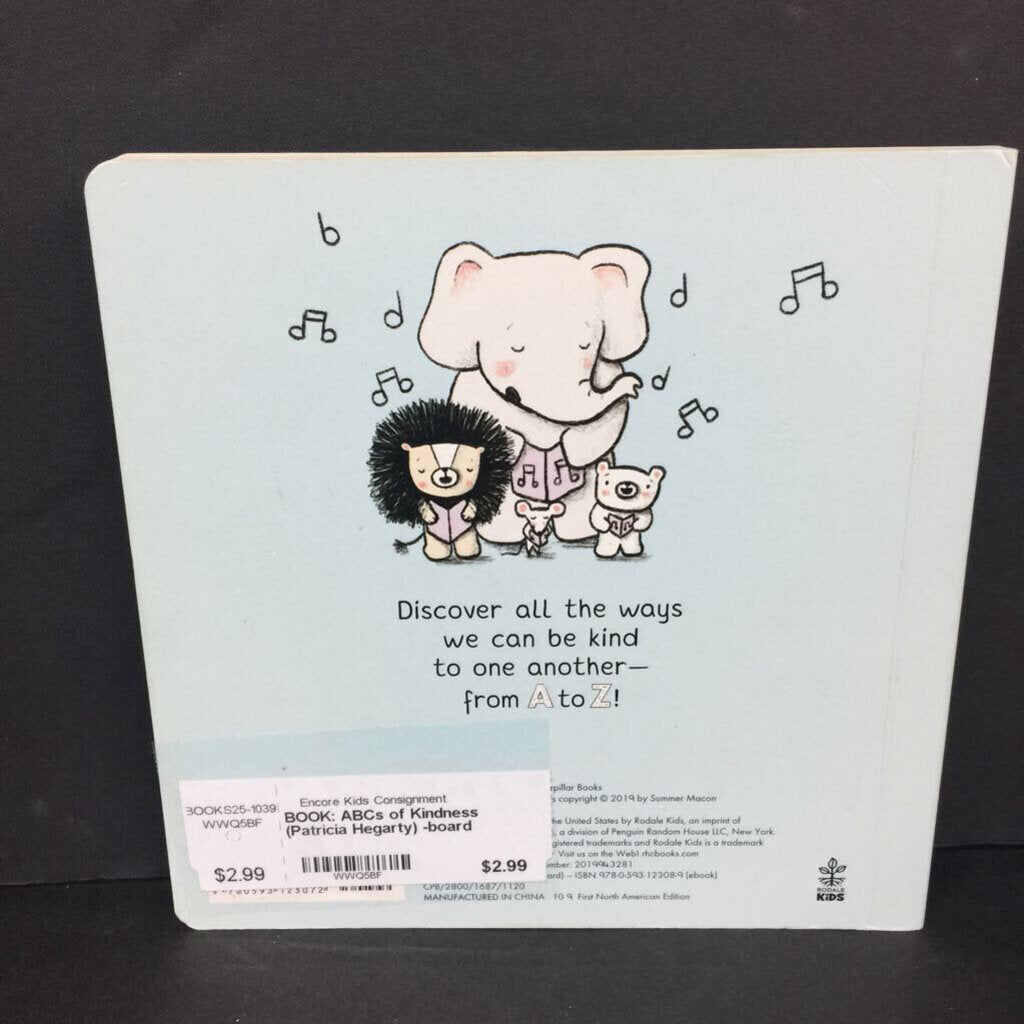 Discover all the ways
we can be kind
to one another—
from A to Z!
rpillar Books
s copyright © 2019 by Summer Macon
he United States by Rodale Kids, an imprint of
, a division of Penguin Random House LLC, New York.
gistered trademarks and Rodale Kids is a trademark
Visit us on the Web! rhcbooks.com
mber: 2019943281
ard) – ISBN 978-0-593-12308-9 (ebook)
CPB/2800/1687/1120
MANUFACTURED IN CHINA 10 9 First North American Edition
RODALE
KiDS
BOOKS25-1039
WWQ5BF
$2.99
Encore Kids Consignment
BOOK: ABCs of Kindness
(Patricia Hegarty) -board
WWQ5BF
$2.99